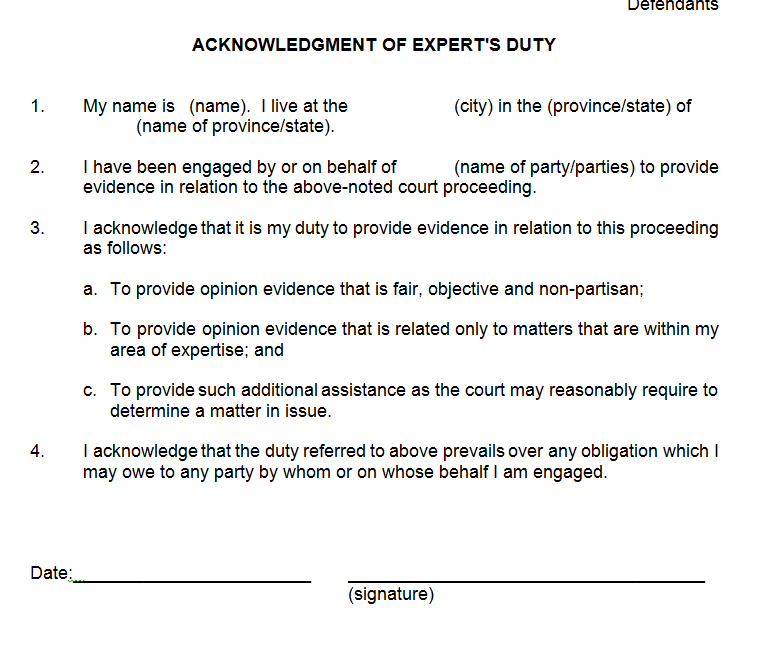 Defendants
ACKNOWLEDGMENT OF EXPERT'S DUTY
1. My name is (name). I live at the (city) in the (province/state) of
(name of province/state).
2. I have been engaged by or on behalf of (name of party/parties) to provide
evidence in relation to the above-noted court proceeding.
3. I acknowledge that it is my duty to provide evidence in relation to this proceeding
as follows:
a. To provide opinion evidence that is fair, objective and non-partisan;
b. To provide opinion evidence that is related only to matters that are within my
area of expertise; and
c. To provide such additional assistance as the court may reasonably require to
determine a matter in issue.
4. I acknowledge that the duty referred to above prevails over any obligation which I
may owe to any party by whom or on whose behalf I am engaged.
Date:
(signature)